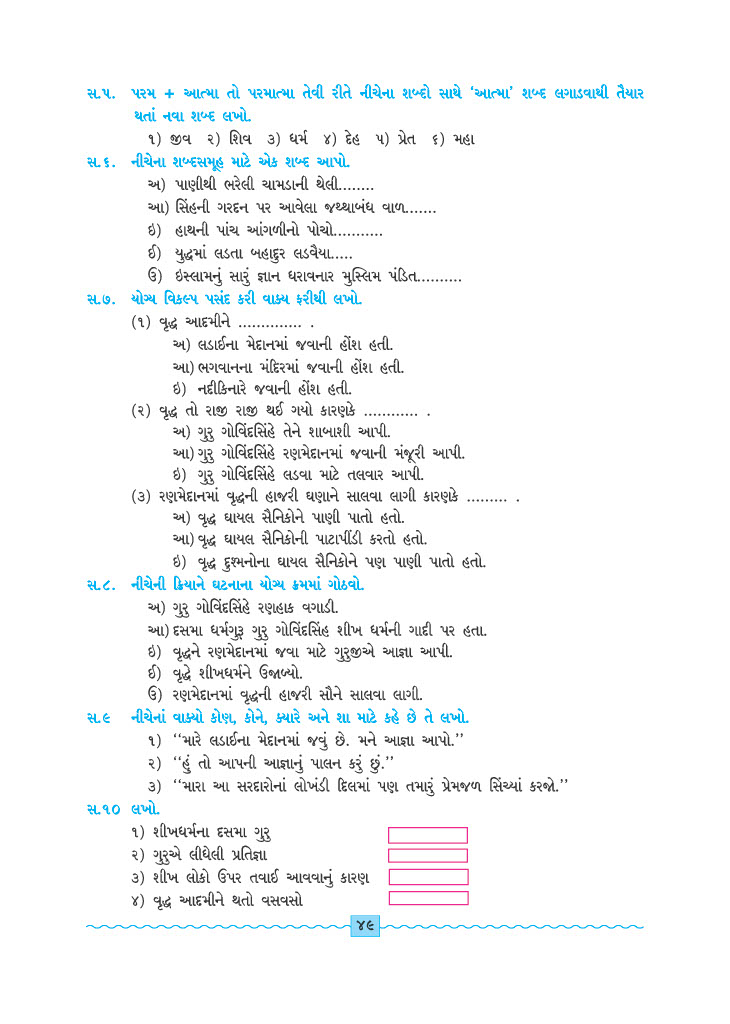 સ.૫. પરમ + આત્મા તો પરમાત્મા તેવી રીતે નીચેના શબ્દો સાથે ‘આત્મા’ શબ્દ લગાડવાથી તૈયાર
થતાં નવા શબ્દ લખો.
૧) જીવ ૨) શિવ ૩) ધર્મ ૪) દેહ ૫) પ્રેત ૬) મહા
સ.૬. નીચેના શબ્દસમૂહ માટે એક શબ્દ આપો.
અ) પાણીથી ભરેલી ચામડાની થેલી........
આ) સિંહની ગરદન પર આવેલા જથ્થાબંધ વાળ.......
ઇ) હાથની પાંચ આંગળીનો પોચો...........
ઈ) યુદ્ધમાં લડતા બહાદુર લડવૈયા.....
ઉ) ઇસ્લામનું સારું જ્ઞાન ધરાવનાર મુસ્લિમ પંડિત..........
સ.૭. યોગ્ય વિકલ્પ પસંદ કરી વાક્ય ફરીથી લખો.
(૧) વૃદ્ધ આદમીને .............. .
અ) લડાઈના મેદાનમાં જવાની હોંશ હતી.
આ) ભગવાનના મંદિરમાં જવાની હોંશ હતી.
ઇ) નદીકિનારે જવાની હોંશ હતી.
(૨) વૃદ્ધ તો રાજી રાજી થઈ ગયો કારણકે ............ .
અ) ગુરુ ગોવિંદસિંહે તેને શાબાશી આપી.
આ) ગુરુ ગોવિંદસિંહે રણમેદાનમાં જવાની મંજૂરી આપી.
ઇ) ગુરુ ગોવિંદસિંહે લડવા માટે તલવાર આપી.
(૩) રણમેદાનમાં વૃદ્ધની હાજરી ઘણાને સાલવા લાગી કારણકે ......... .
અ) વૃદ્ધ ઘાયલ સૈનિકોને પાણી પાતો હતો.
આ) વૃદ્ધ ઘાયલ સૈનિકોની પાટાપીંડી કરતો હતો.
ઇ) વૃદ્ધ દુશ્મનોના ઘાયલ સૈનિકોને પણ પાણી પાતો હતો.
સ.૮. નીચેની ક્રિયાને ઘટનાના યોગ્ય ક્રમમાં ગોઠવો.
અ) ગુરુ ગોવિંદસિંહે રણહાક વગાડી.
આ) દસમા ધર્મગુરૂ ગુરુ ગોવિંદસિંહ શીખ ધર્મની ગાદી પર હતા.
ઇ) વૃદ્ધને રણમેદાનમાં જવા માટે ગુરુજીએ આજ્ઞા આપી.
ઈ) વૃદ્ધે શીખધર્મને ઉજાળ્યો.
ઉ) રણમેદાનમાં વૃદ્ધની હાજરી સૌને સાલવા લાગી.
સ.૯ નીચેનાં વાક્યો કોણ, કોને, ક્યારે અને શા માટે કહે છે તે લખો.
૧) ‘‘મારે લડાઈના મેદાનમાં જવું છે. મને આજ્ઞા આપો.’’
૨) ‘‘હું તો આપની આજ્ઞાનું પાલન કરું છું.’’
૩) ‘‘મારા આ સરદારોનાં લોખંડી દિલમાં પણ તમારું પ્રેમજળ સિંચ્યાં કરજો.’’
સ.૧૦ લખો.
૧) શીખધર્મના દસમા ગુરુ
૨) ગુરુએ લીધેલી પ્રતિજ્ઞા
૩) શીખ લોકો ઉપર તવાઈ આવવાનું કારણ
૪) વૃદ્ધ આદમીને થતો વસવસો
૪૯